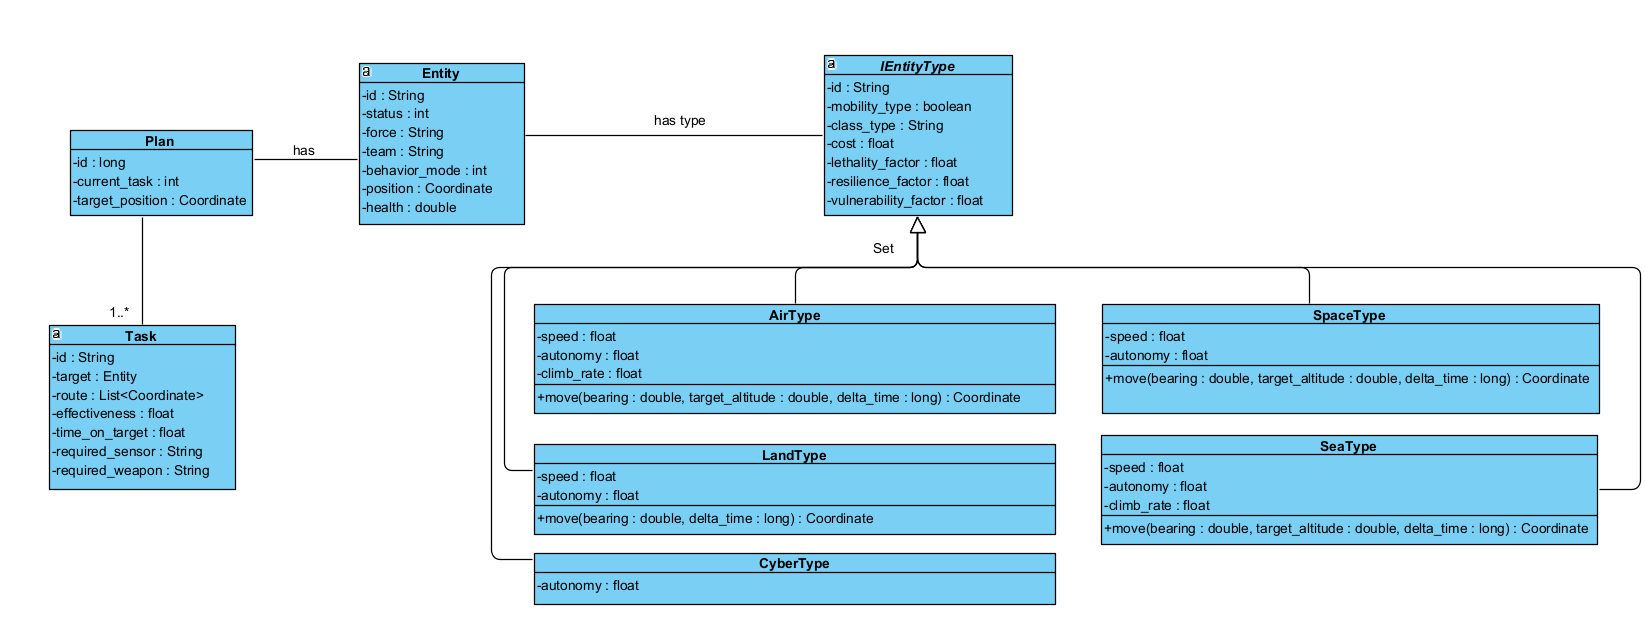 Plan
-id : long
-current_task : int
-target_position : Coordinate
has
a
Entity
-id : String
-status : int
-force : String
-team : String
-behavior_mode : int
-position : Coordinate
-health : double
has type
a
IEntityType
-id : String
-mobility_type : boolean
-class_type : String
-cost : float
-lethality_factor : float
-resilience_factor : float
-vulnerability_factor : float
Set
1..*
a
Task
-id : String
-target : Entity
-route : List<Coordinate>
-effectiveness : float
-time_on_target : float
-required_sensor : String
-required_weapon : String
AirType
-speed : float
-autonomy : float
-climb_rate : float
+move(bearing : double, target_altitude : double, delta_time : long) : Coordinate
SpaceType
-speed : float
-autonomy : float
+move(bearing : double, target_altitude : double, delta_time : long) : Coordinate
LandType
-speed : float
-autonomy : float
+move(bearing : double, delta_time : long) : Coordinate
SeaType
-speed : float
-autonomy : float
-climb_rate : float
+move(bearing : double, target_altitude : double, delta_time : long) : Coordinate
CyberType
-autonomy : float